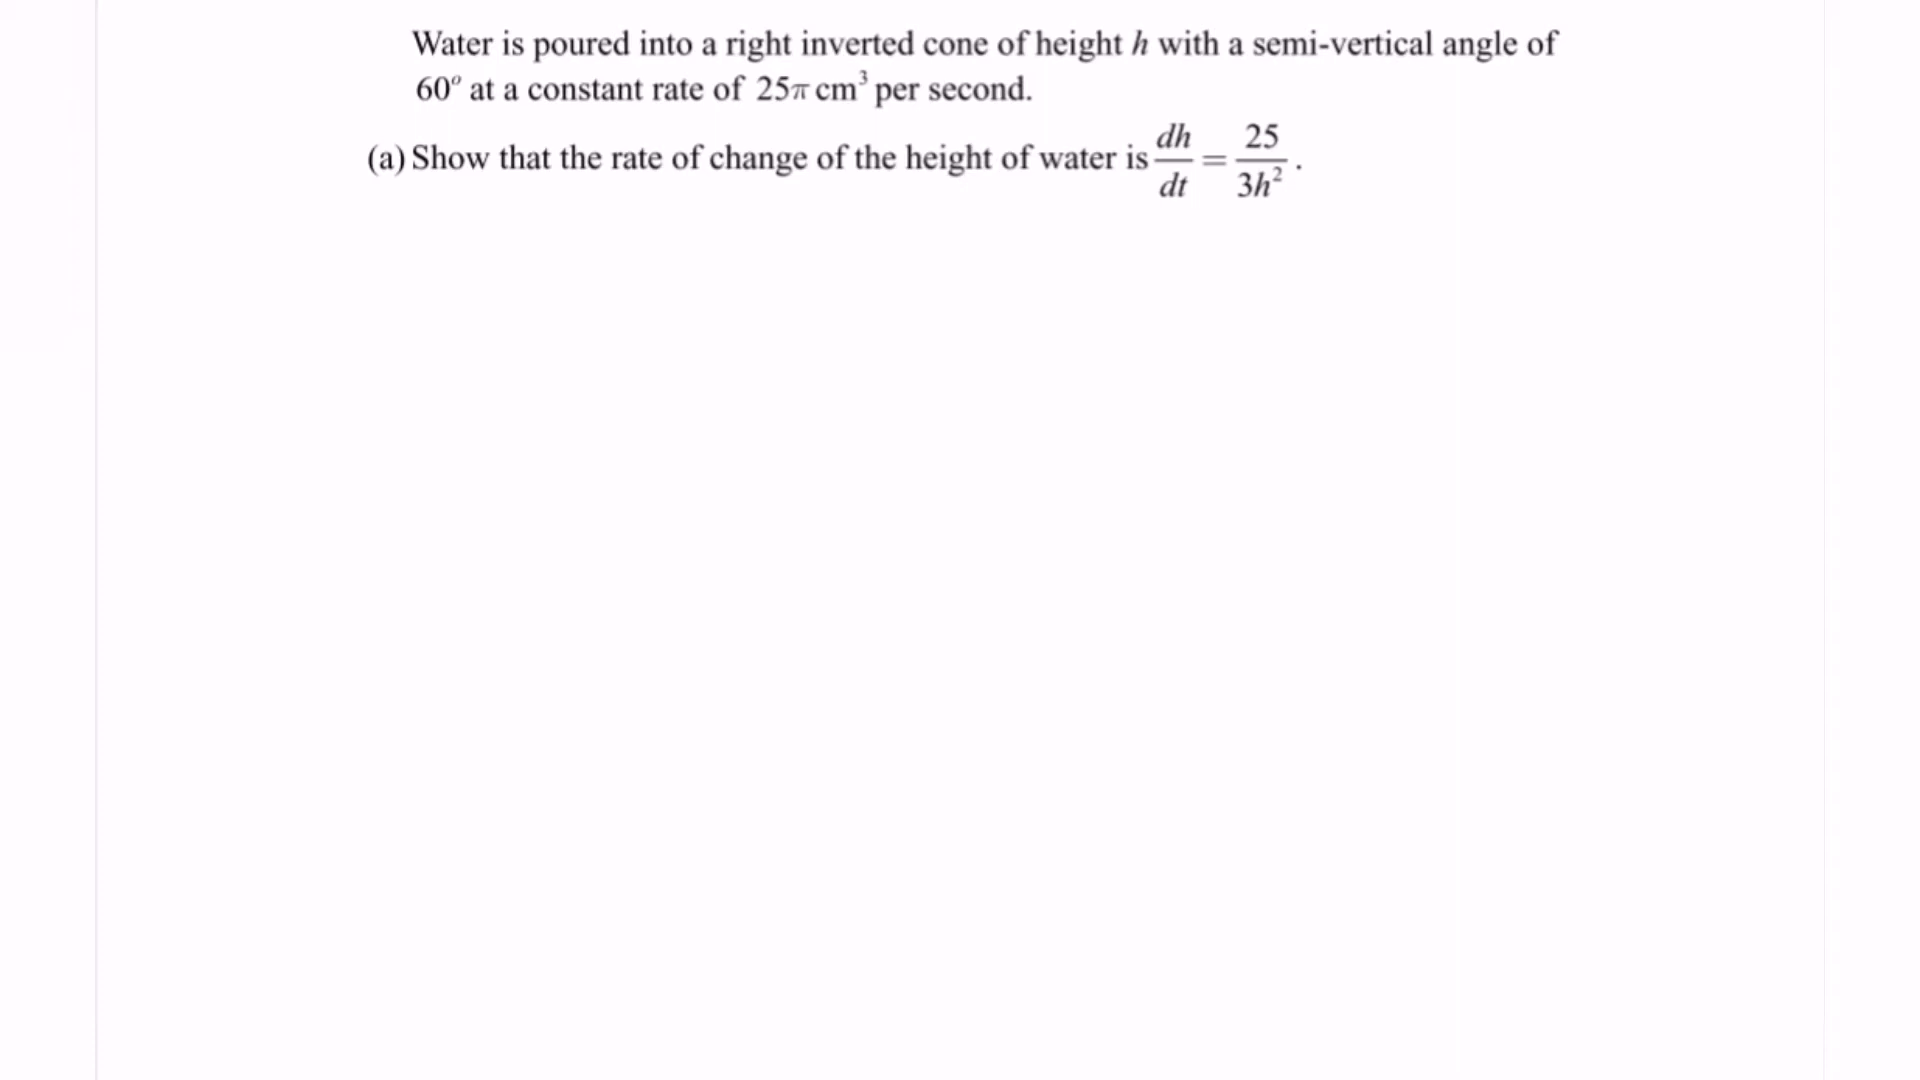 Water is poured into a right inverted cone of height h with a semi-vertical angle of
60° at a constant rate of 25π cm³ per second.
(a) Show that the rate of change of the height of water is dh/dt = 25/3h².